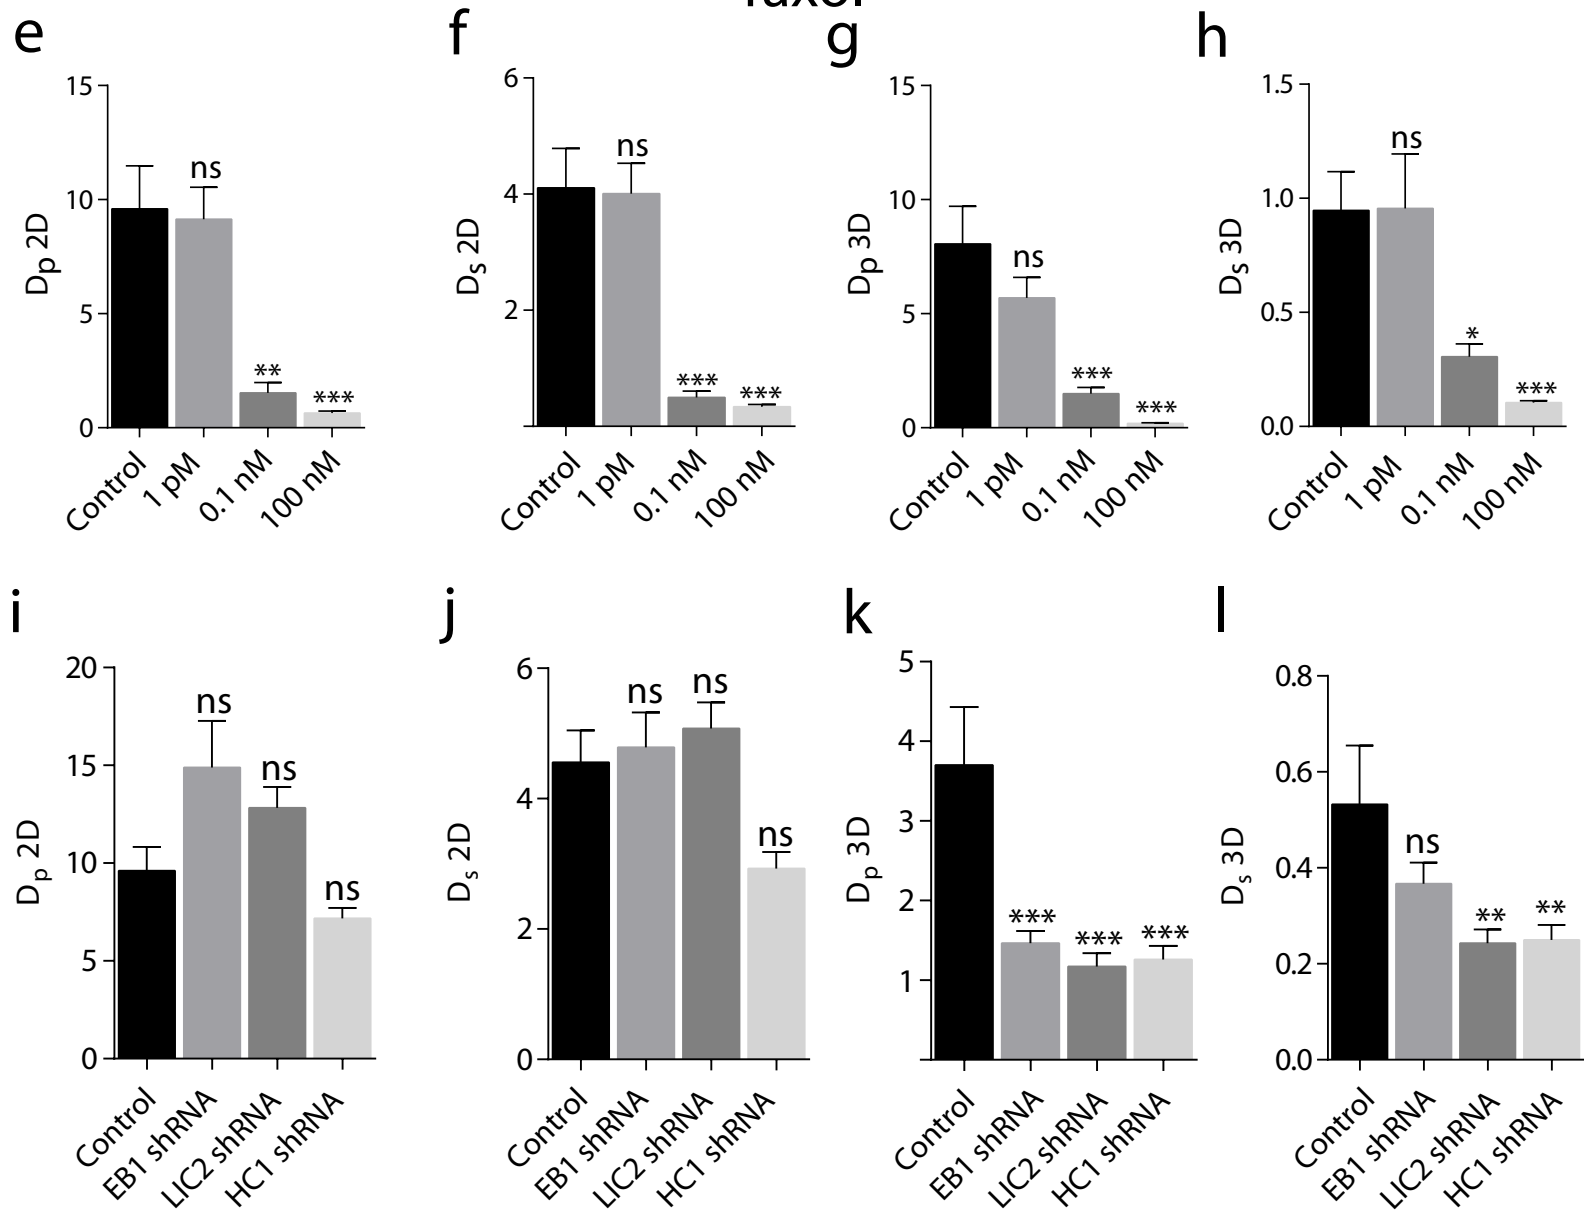 e
f
g
h
15
10
5
0
Dp 2D
ns
**
***
Control
1 pM
0.1 nM
100 nM
6
4
2
Ds 2D
ns
***
***
Control
1 pM
0.1 nM
100 nM
15
10
5
0
Dp 3D
ns
***
***
Control
1 pM
0.1 nM
100 nM
1.5
1.0
0.5
0.0
Ds 3D
ns
*
***
Control
1 pM
0.1 nM
100 nM
i
j
k
l
20
15
10
5
0
Dp 2D
ns
ns
ns
Control
EB1 shRNA
LIC2 shRNA
HC1 shRNA
6
4
2
0
Ds 2D
ns
ns
ns
Control
EB1 shRNA
LIC2 shRNA
HC1 shRNA
5
4
3
2
1
Dp 3D
***
***
***
Control
EB1 shRNA
LIC2 shRNA
HC1 shRNA
0.8
0.6
0.4
0.2
0.0
Ds 3D
ns
**
**
Control
EB1 shRNA
LIC2 shRNA
HC1 shRNA